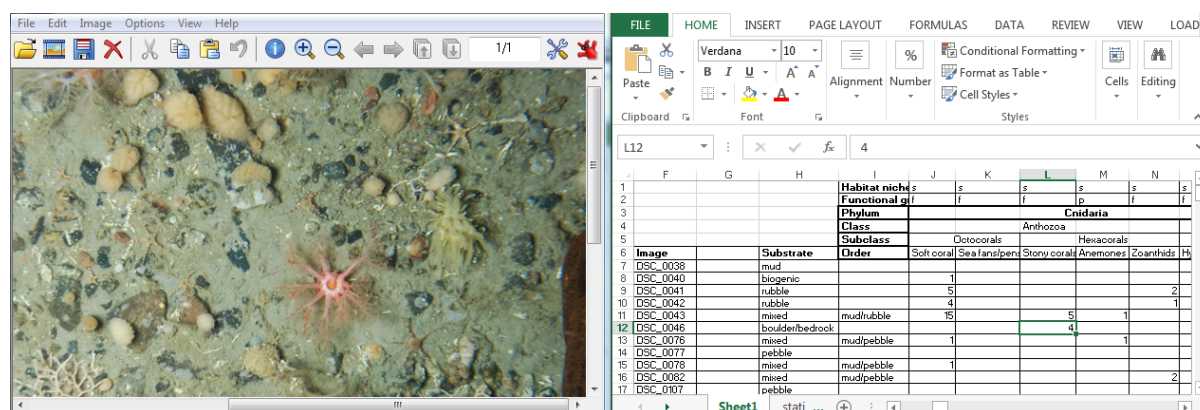 File Edit Image Options View Help
1/1
FILE HOME INSERT PAGE LAYOUT FORMULAS DATA REVIEW VIEW LOAD
Paste
Verdana 10
B I U A A
Alignment
%
Number
Conditional Formatting
Format as Table
Cell Styles
Cells
Editing
Clipboard Font Styles
L12 fx 4
F G H I J K L M N
1 Habitat niche s s s s s s
2 Functional g f f f p f f
3 Phylum Cnidaria
4 Class Anthozoa
5 Subclass Octocorals Hexacorals
6 Image Substrate Order Soft coral Sea fans/pens Stony corals Anemones Zoanthids Hy
7 DSC_0038 mud
8 DSC_0040 biogenic 1
9 DSC_0041 rubble 5 2
10 DSC_0042 rubble 4 1
11 DSC_0043 mixed mud/rubble 15 5 1
12 DSC_0046 boulder/bedrock 4
13 DSC_0076 mixed mud/pebble 1 1
14 DSC_0077 pebble
15 DSC_0078 mixed mud/pebble 1
16 DSC_0082 mixed mud/pebble 2
17 DSC_0107 pebble
Sheet1 stati ...